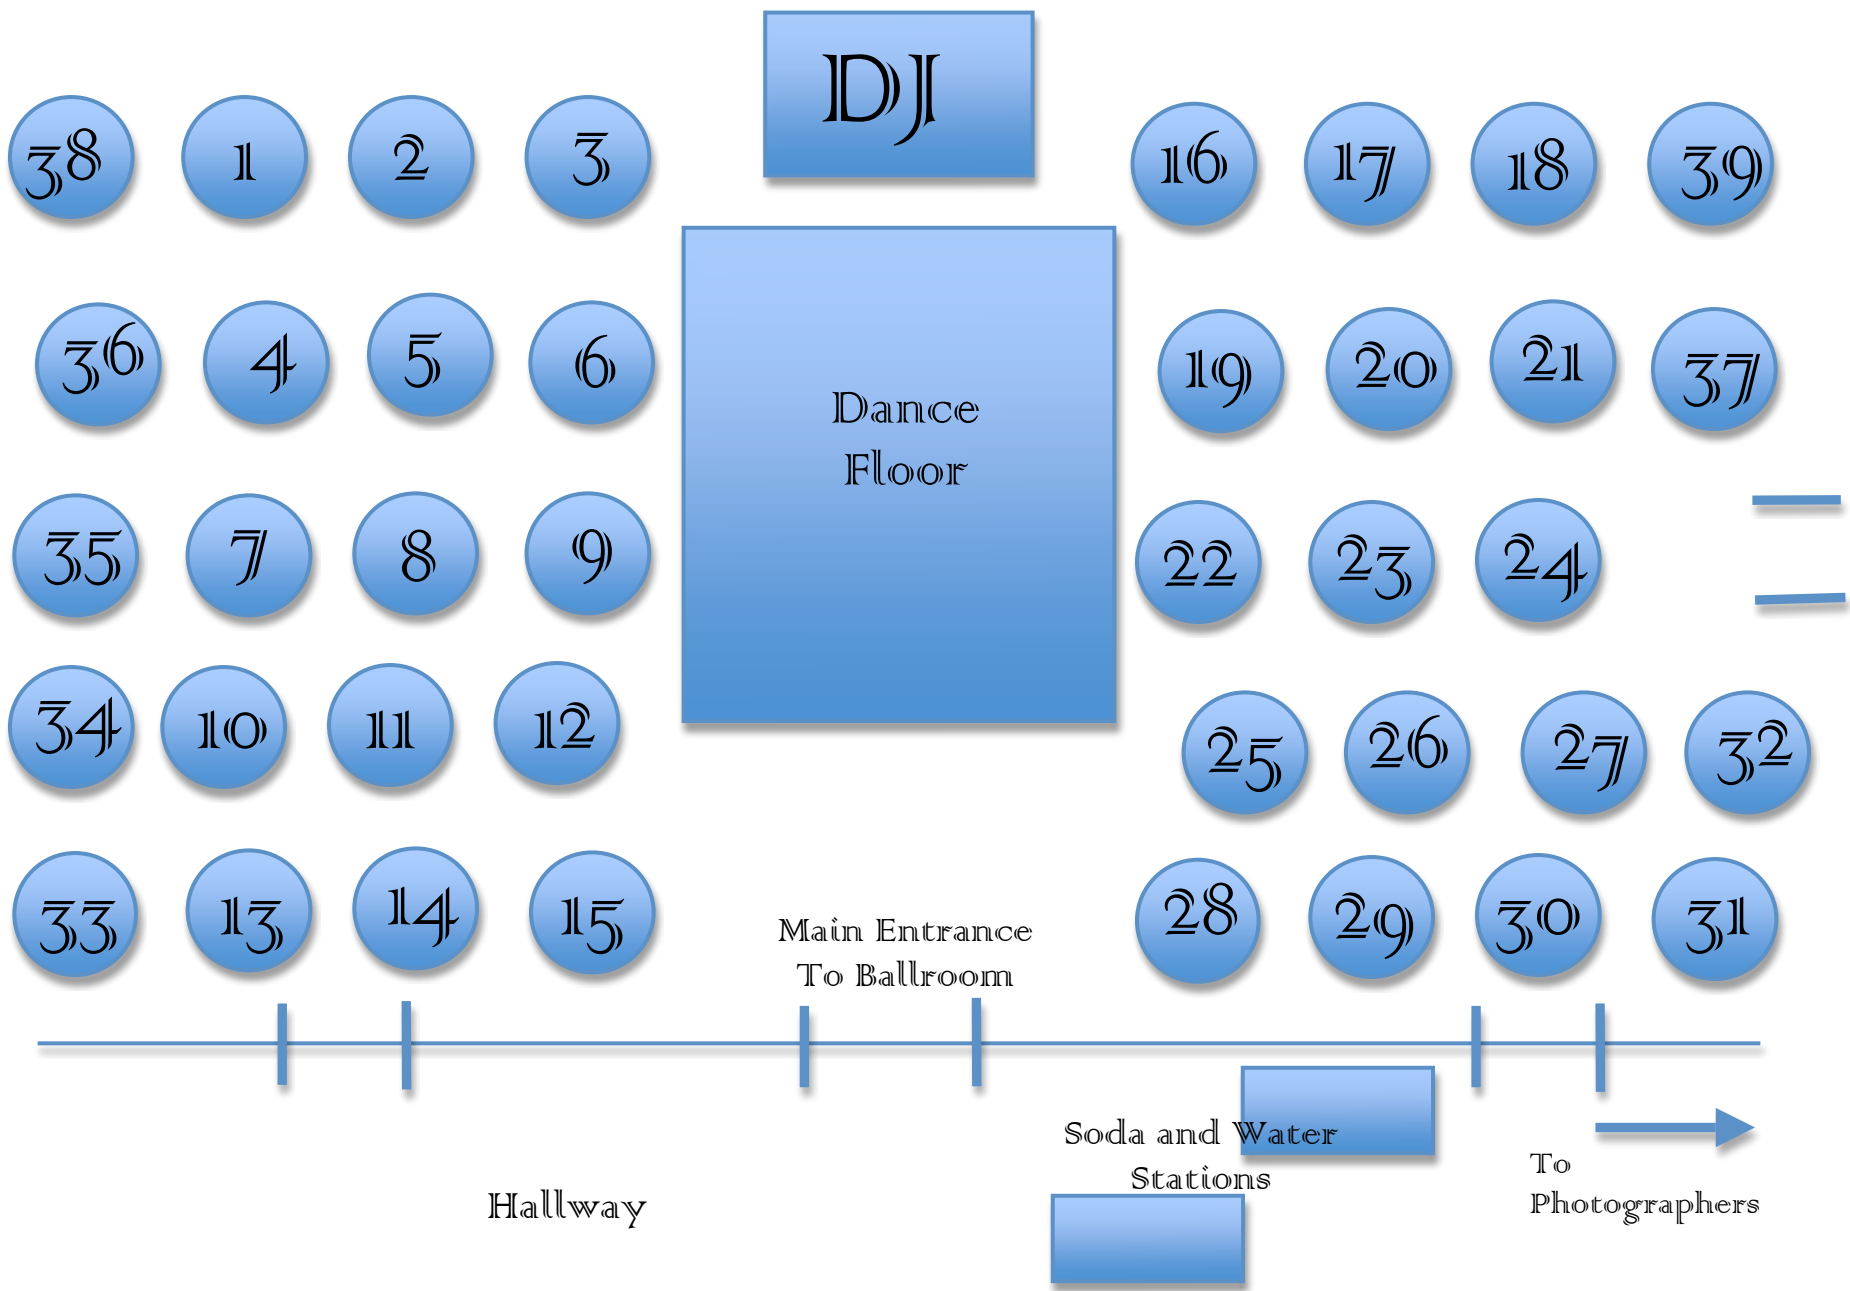 DJ
38 1 2 3
16 17 18 39
36 4 5 6
19 20 21 37
Dance
Floor
35 7 8 9
22 23 24
34 10 11 12
25 26 27 32
33 13 14 15
28 29 30 31
Main Entrance
To Ballroom
Soda and Water
Stations
To
Photographers
Hallway